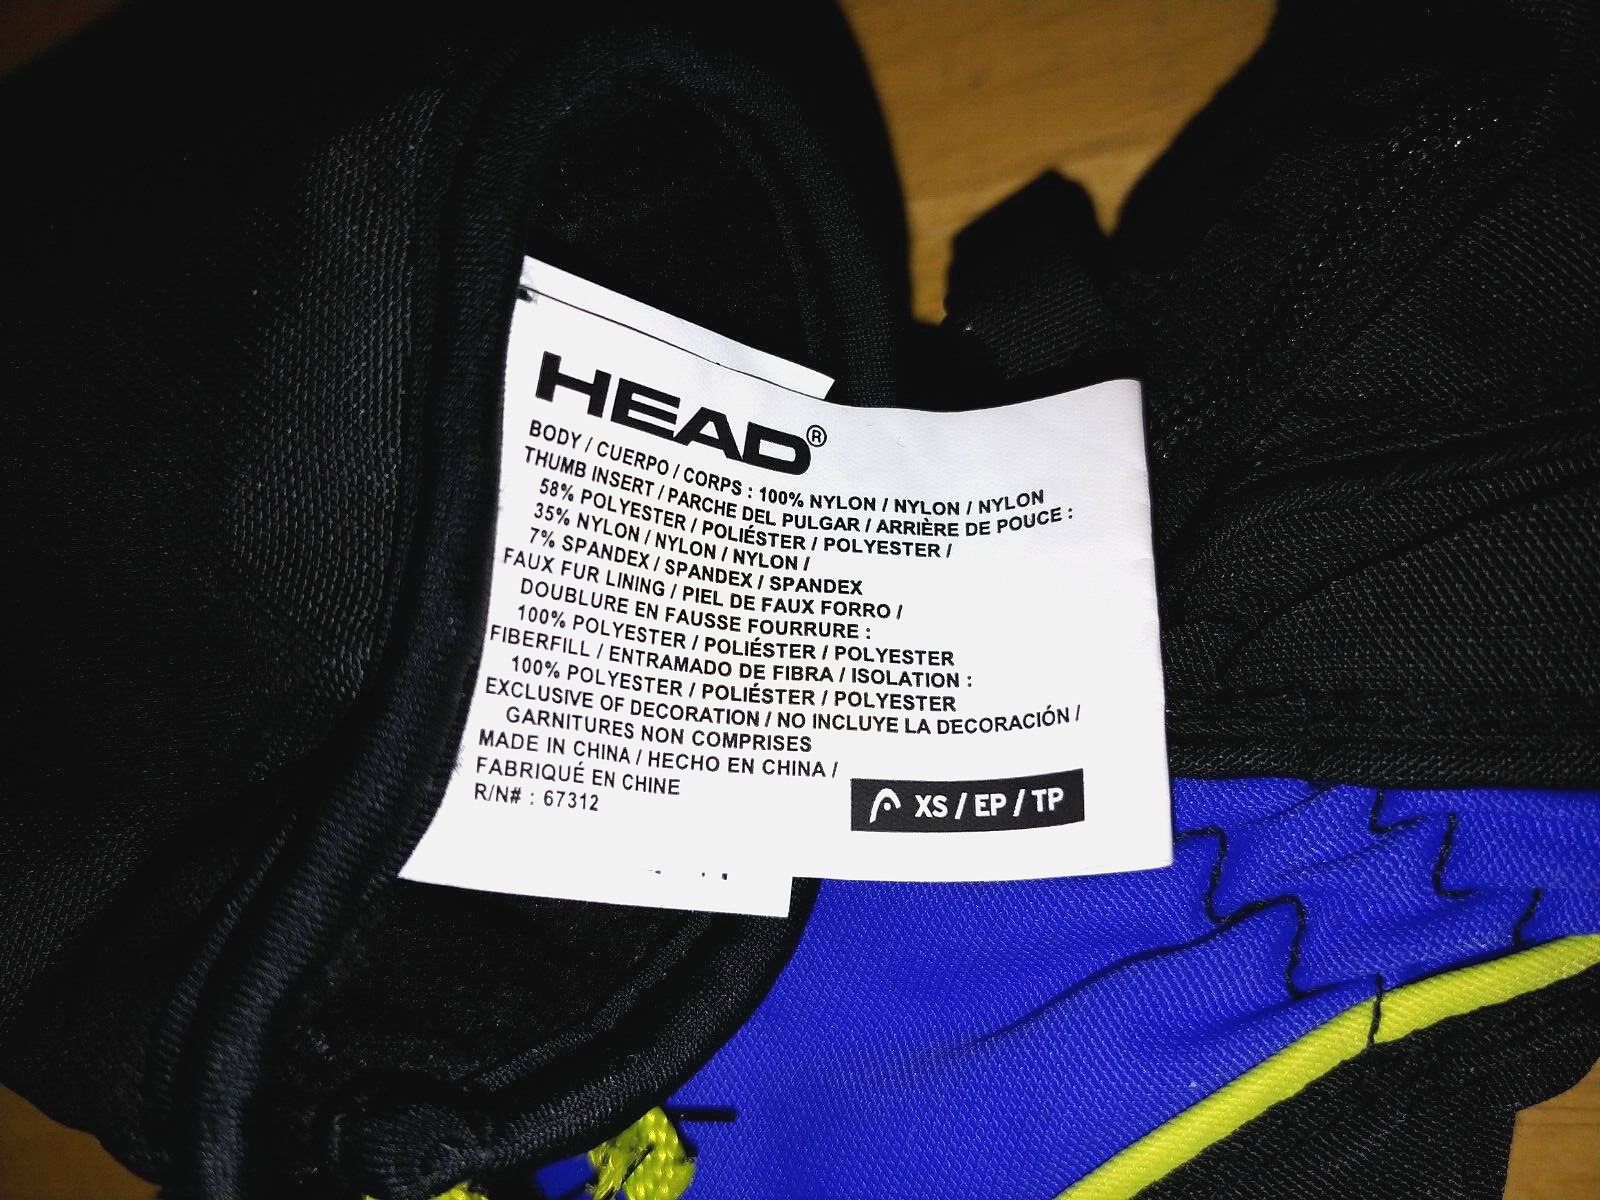 HEAD®
BODY / CUERPO / CORPS : 100% NYLON / NYLON / NYLON
THUMB INSERT / PARCHE DEL PULGAR / ARRIÈRE DE POUCE :
58% POLYESTER / POLIÉSTER / POLYESTER /
35% NYLON / NYLON / NYLON /
7% SPANDEX / SPANDEX / SPANDEX
FAUX FUR LINING / PIEL DE FAUX FORRO /
DOUBLURE EN FAUSSE FOURRURE :
100% POLYESTER / POLIÉSTER / POLYESTER
FIBERFILL / ENTRAMADO DE FIBRA / ISOLATION :
100% POLYESTER / POLIÉSTER / POLYESTER
EXCLUSIVE OF DECORATION / NO INCLUYE LA DECORACIÓN /
GARNITURES NON COMPRISES
MADE IN CHINA / HECHO EN CHINA /
FABRIQUÉ EN CHINE
R/N# : 67312
XS / EP / TP